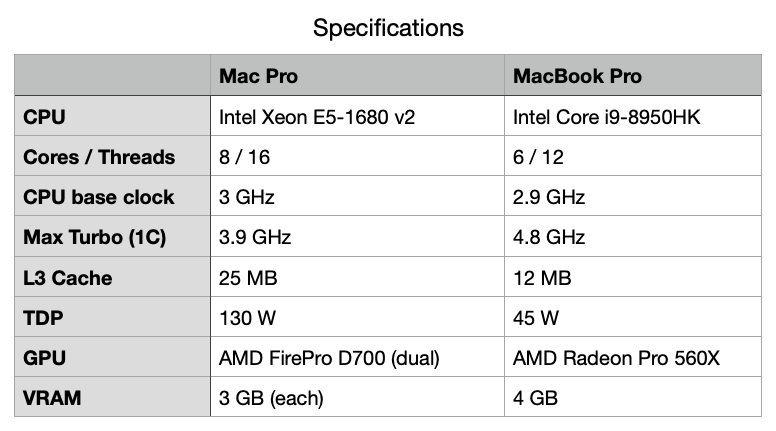 Specifications
Mac Pro MacBook Pro
CPU Intel Xeon E5-1680 v2 Intel Core i9-8950HK
Cores / Threads 8 / 16 6 / 12
CPU base clock 3 GHz 2.9 GHz
Max Turbo (1C) 3.9 GHz 4.8 GHz
L3 Cache 25 MB 12 MB
TDP 130 W 45 W
GPU AMD FirePro D700 (dual) AMD Radeon Pro 560X
VRAM 3 GB (each) 4 GB